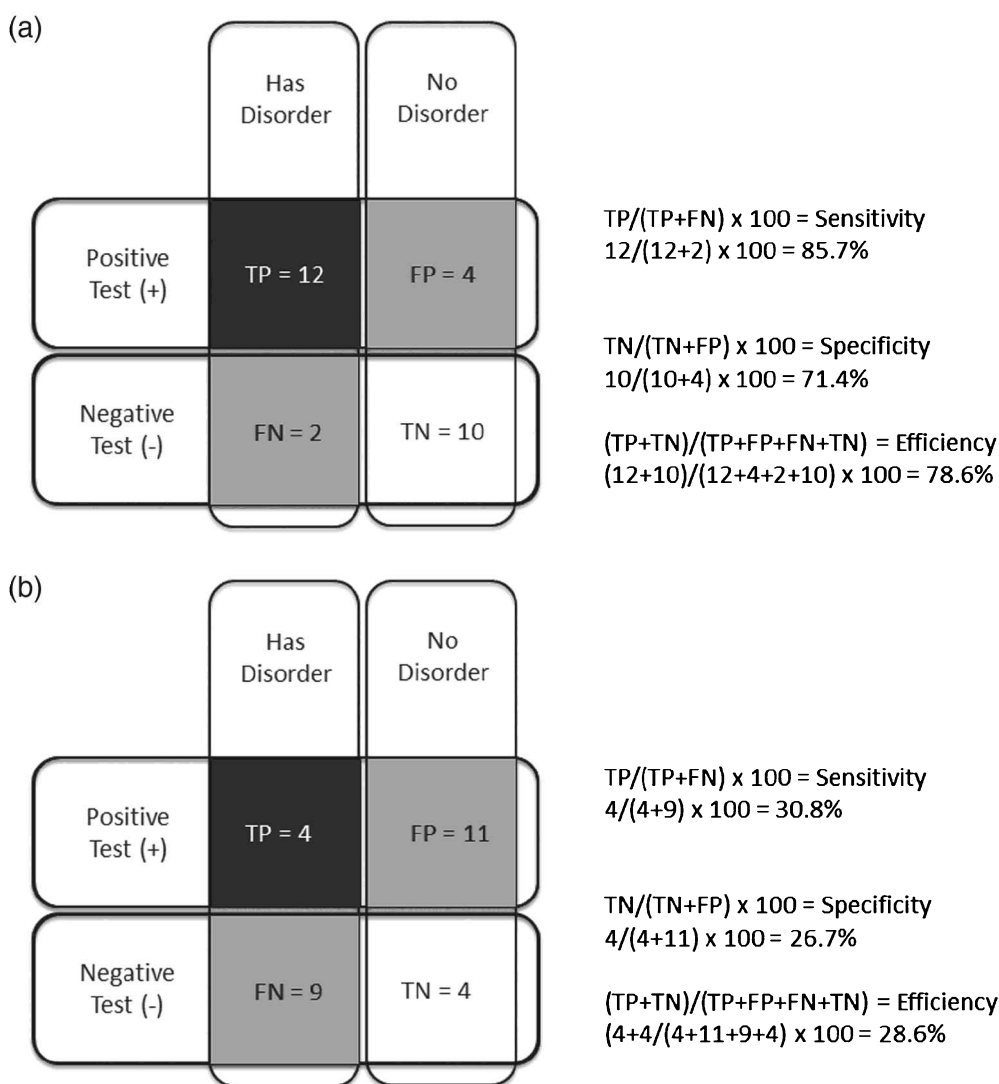 (a)
Has
Disorder
No
Disorder
Positive
Test (+)
TP = 12
FP = 4
Negative
Test (-)
FN = 2
TN = 10
TP/(TP+FN) x 100 = Sensitivity
12/(12+2) x 100 = 85.7%
TN/(TN+FP) x 100 = Specificity
10/(10+4) x 100 = 71.4%
(TP+TN)/(TP+FP+FN+TN) = Efficiency
(12+10)/(12+4+2+10) x 100 = 78.6%
(b)
Has
Disorder
No
Disorder
Positive
Test (+)
TP = 4
FP = 11
Negative
Test (-)
FN = 9
TN = 4
TP/(TP+FN) x 100 = Sensitivity
4/(4+9) x 100 = 30.8%
TN/(TN+FP) x 100 = Specificity
4/(4+11) x 100 = 26.7%
(TP+TN)/(TP+FP+FN+TN) = Efficiency
(4+4/(4+11+9+4) x 100 = 28.6%